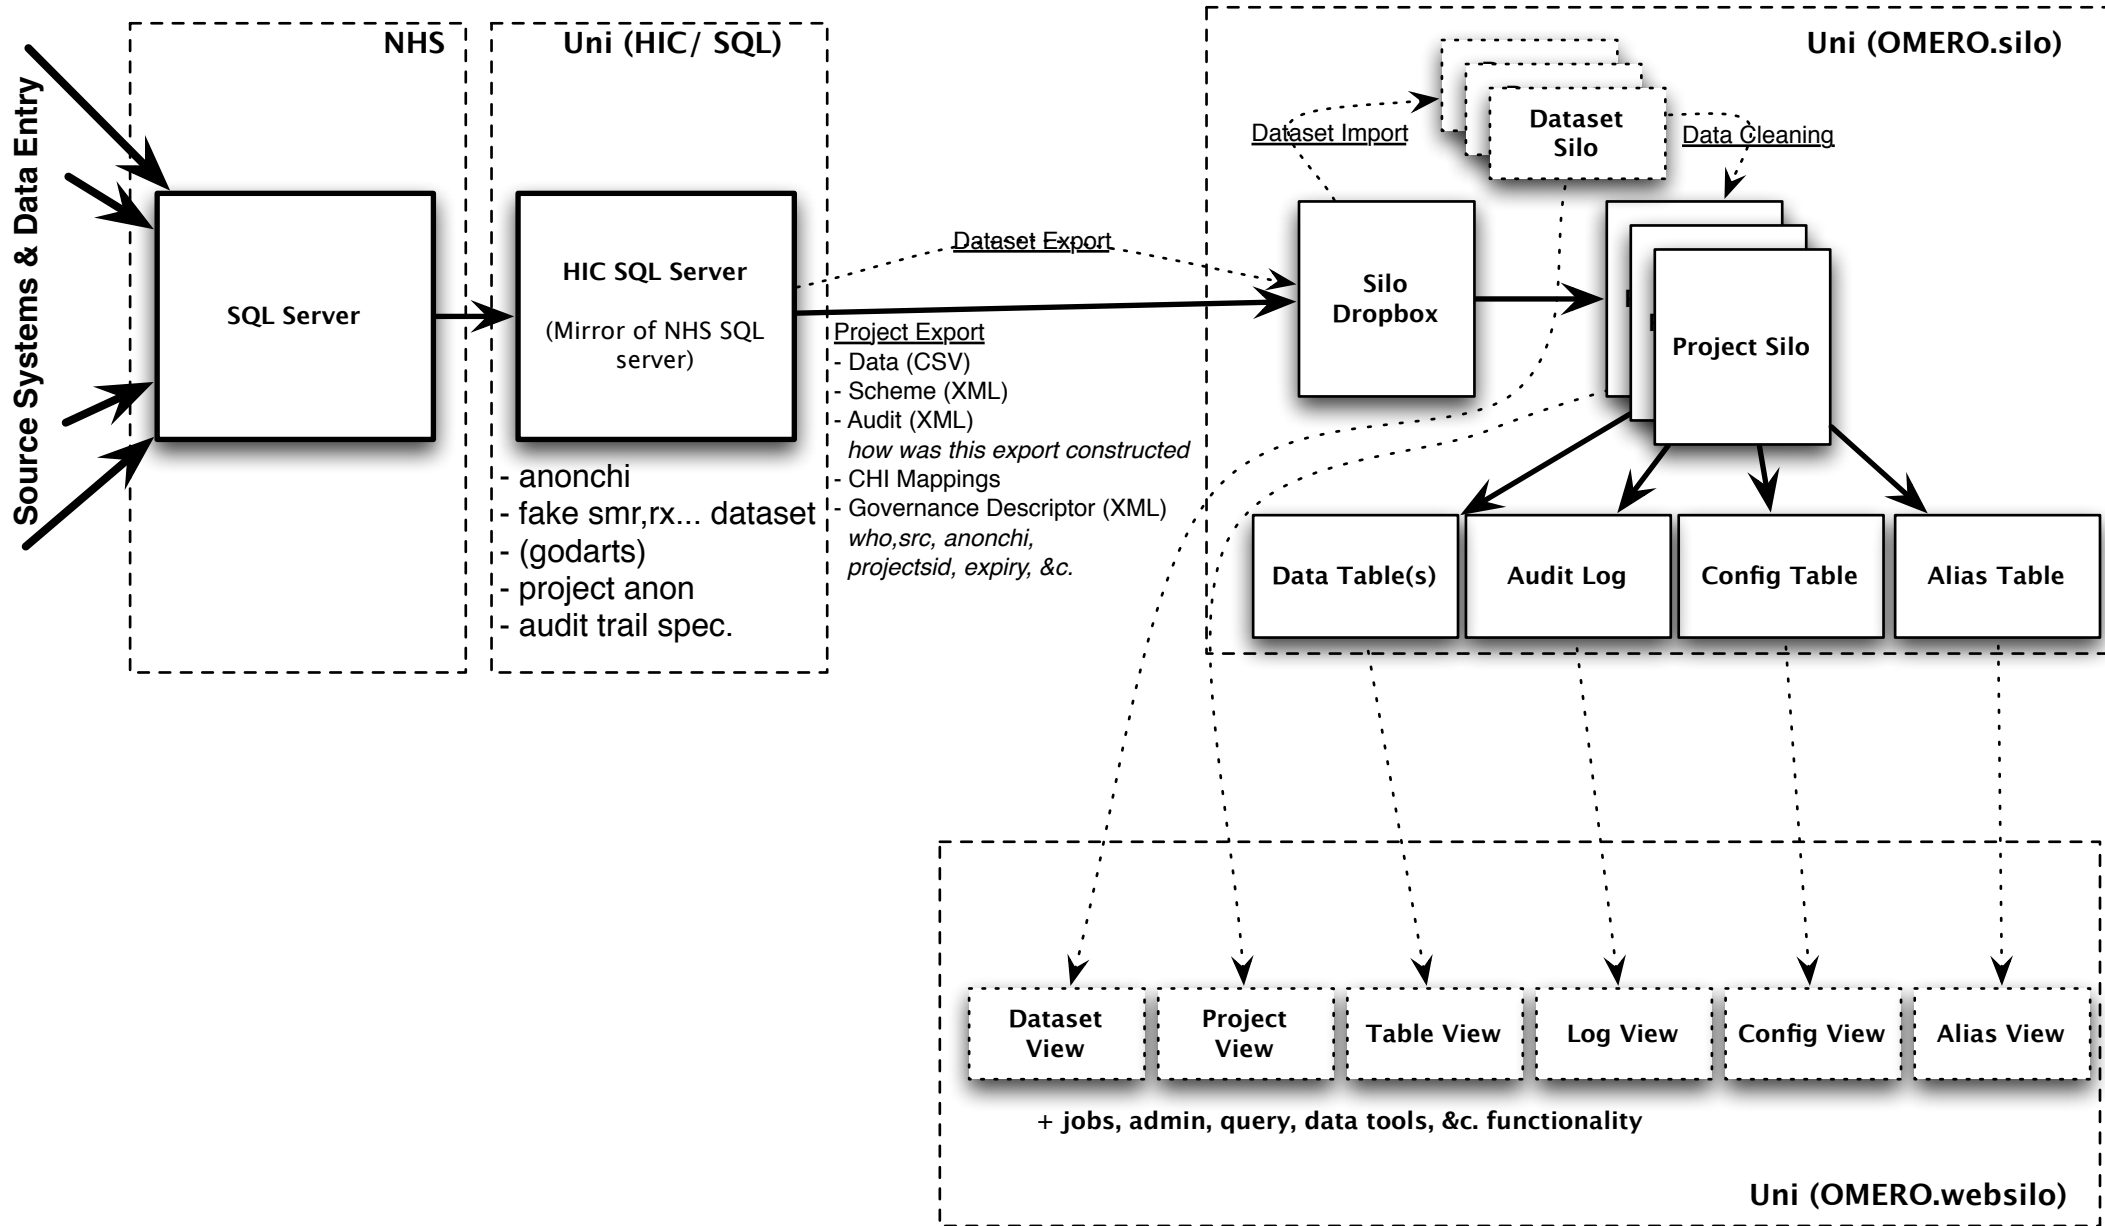 Source Systems & Data Entry
NHS
SQL Server
Uni (HIC/ SQL)
HIC SQL Server
(Mirror of NHS SQL
server)
- anonchi
- fake smr,rx... dataset
- (godarts)
- project anon
- audit trail spec.
Dataset Export
Project Export
- Data (CSV)
- Scheme (XML)
- Audit (XML)
how was this export constructed
- CHI Mappings
- Governance Descriptor (XML)
who,src, anonchi,
projectsid, expiry, &c.
Uni (OMERO.silo)
Dataset Import
Dataset
Silo
Data Cleaning
Silo
Dropbox
Project Silo
Data Table(s)
Audit Log
Config Table
Alias Table
Dataset
View
Project
View
Table View
Log View
Config View
Alias View
+ jobs, admin, query, data tools, &c. functionality
Uni (OMERO.websilo)